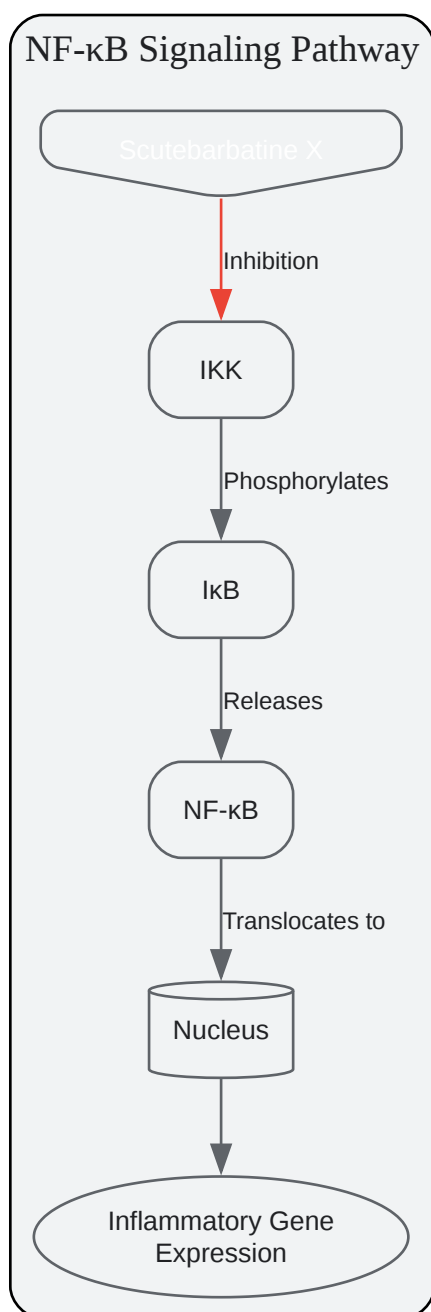 NF-κB Signaling Pathway
Scutebarbatine X
Inhibition
IKK
Phosphorylates
IκB
Releases
NF-κB
Translocates to
Nucleus
Inflammatory Gene
Expression